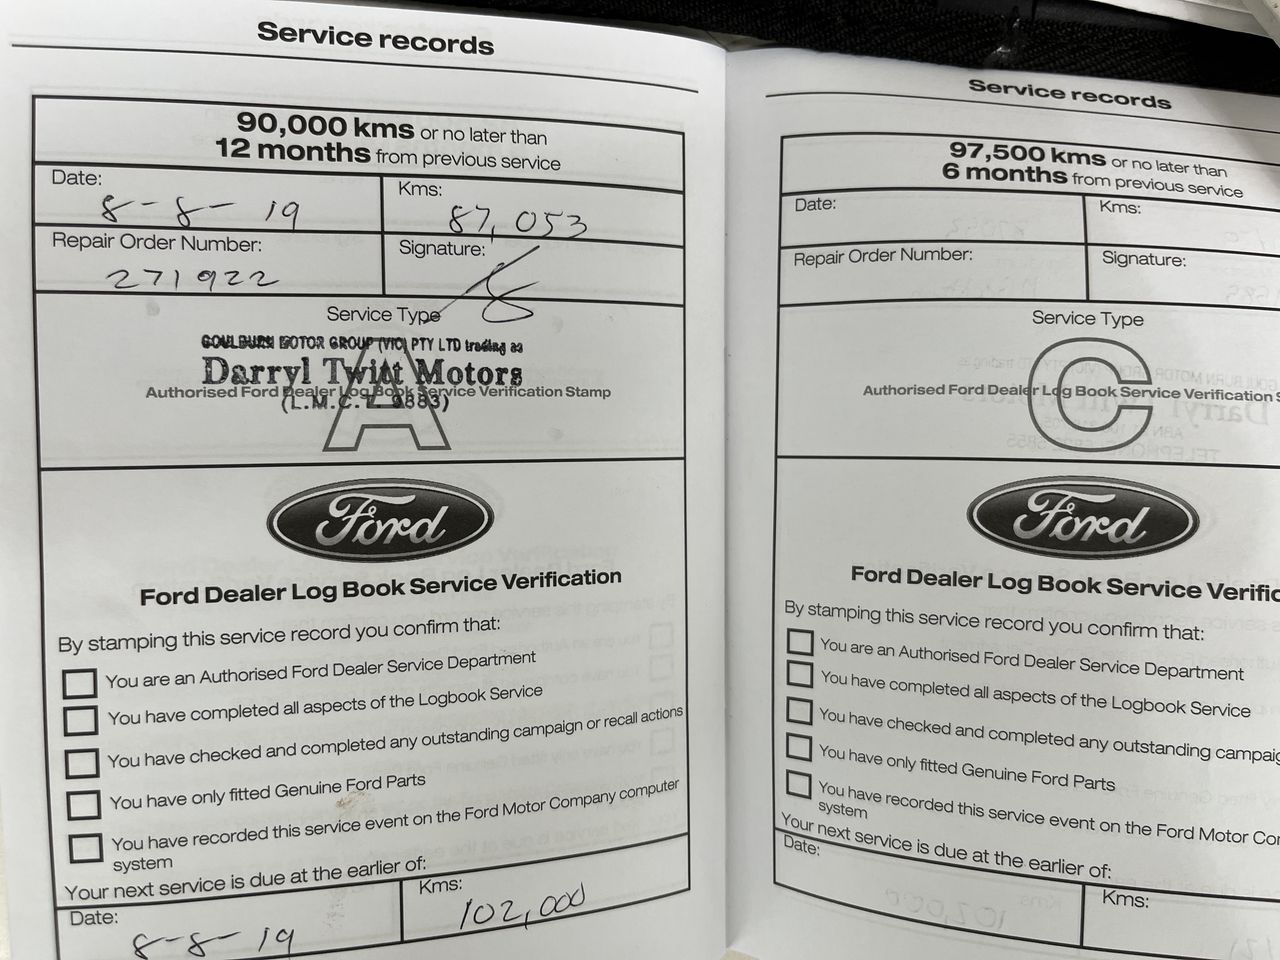 Service records
90,000 kms or no later than
12 months from previous service
Date:
8-8-19
Kms:
87,053
Repair Order Number:
271922
Signature:
Service Type
A
GOULBURN MOTOR GROUP (VIC) PTY LTD trading as
Darryl Twitt Motors
Authorised Ford Dealer Log Book Service Verification Stamp
(L.M.C.T. 9883)
Ford
Ford Dealer Log Book Service Verification
By stamping this service record you confirm that:
You are an Authorised Ford Dealer Service Department
You have completed all aspects of the Logbook Service
You have checked and completed any outstanding campaign or recall actions
You have only fitted Genuine Ford Parts
You have recorded this service event on the Ford Motor Company computer
system
Your next service is due at the earlier of:
Date:
8-8-19
Kms:
102,000
Service records
97,500 kms or no later than
6 months from previous service
Date:
Kms:
Repair Order Number:
Signature:
Service Type
C
Authorised Ford Dealer Log Book Service Verification S
Ford
Ford Dealer Log Book Service Verific
By stamping this service record you confirm that:
You are an Authorised Ford Dealer Service Department
You have completed all aspects of the Logbook Service
You have checked and completed any outstanding campaig
You have only fitted Genuine Ford Parts
You have recorded this service event on the Ford Motor Co
system
Your next service is due at the earlier of:
Date:
Kms: